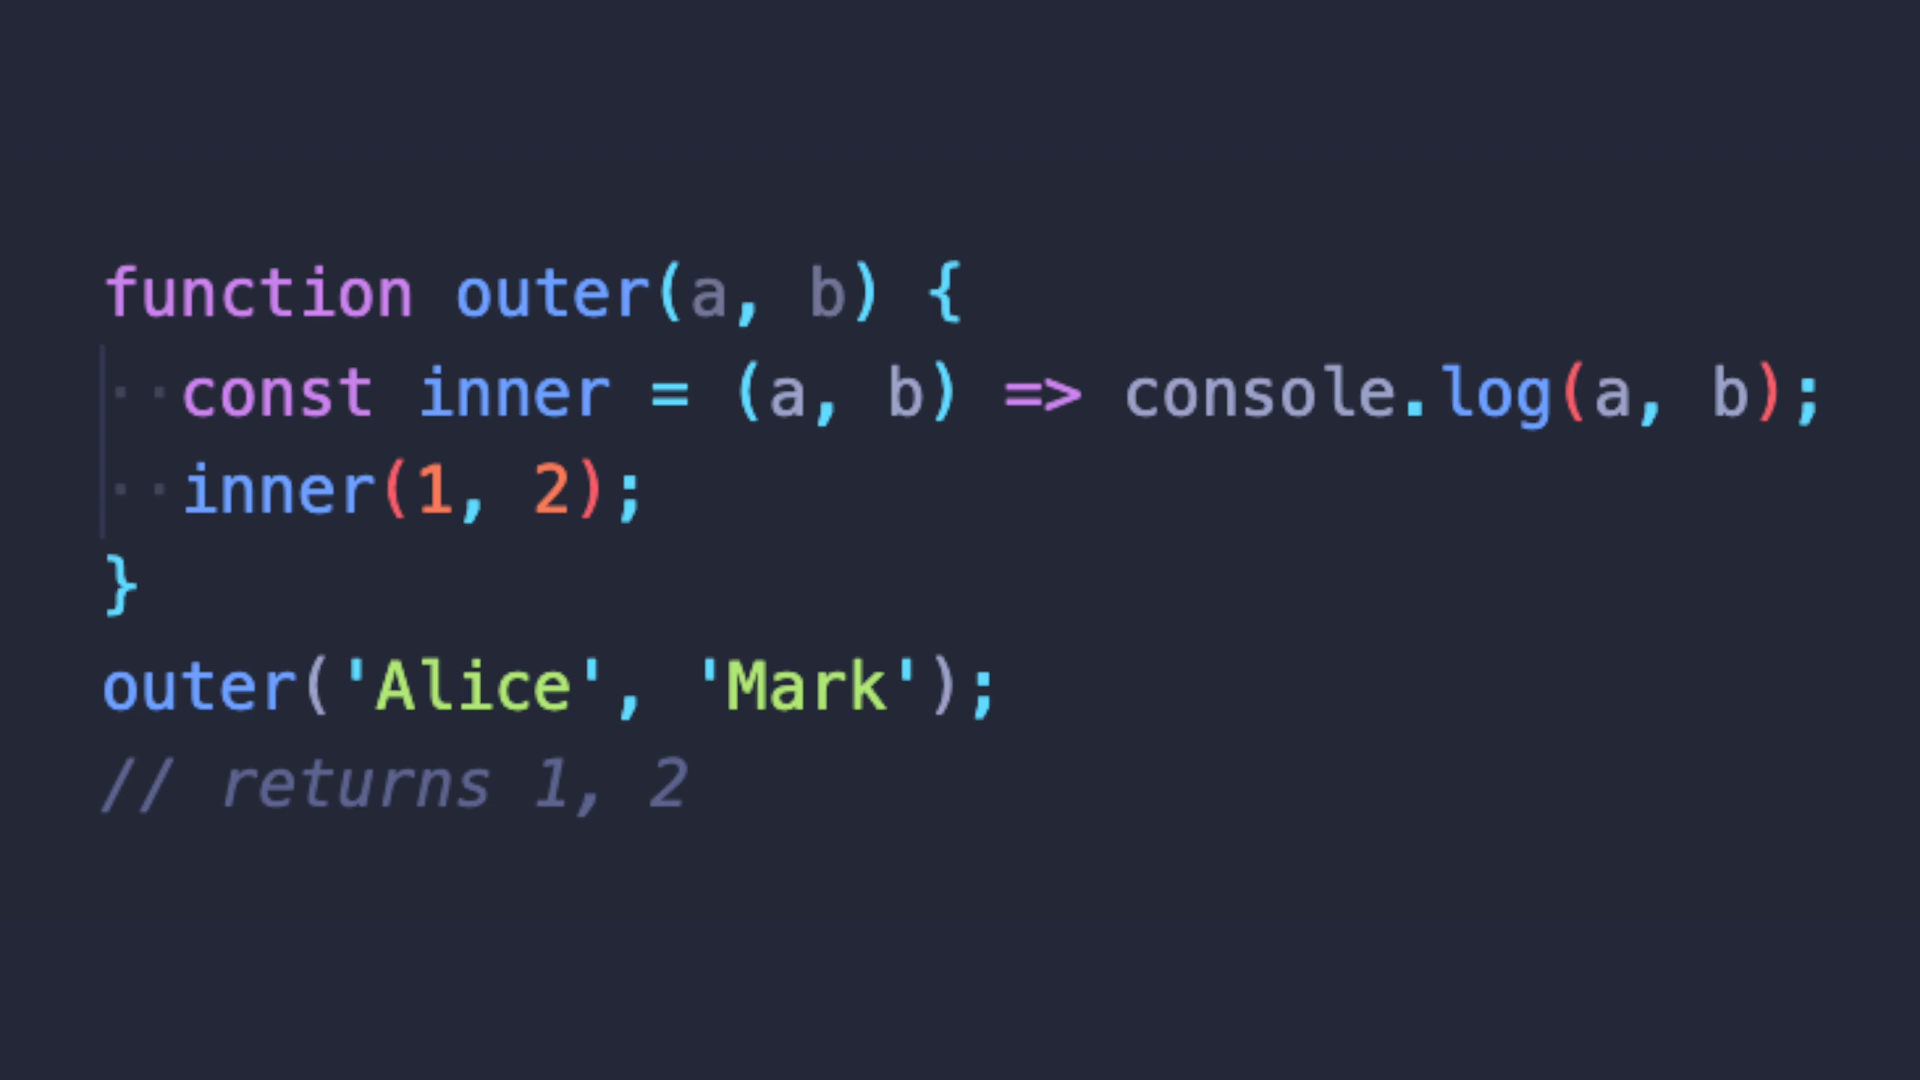 function outer(a, b) {
  const inner = (a, b) => console.log(a, b);
  inner(1, 2);
}
outer('Alice', 'Mark');
// returns 1, 2